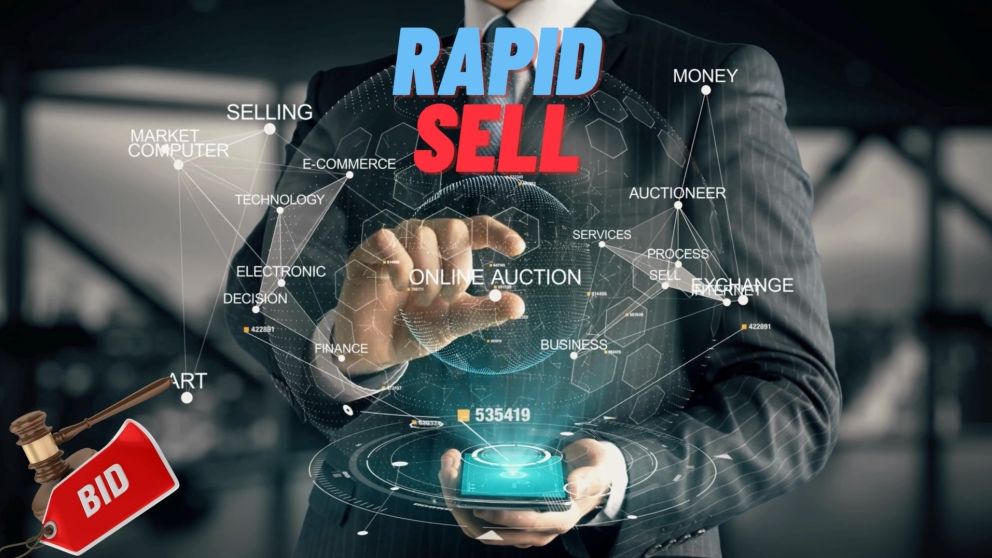 RAPID
SELL
MONEY
SELLING
MARKET
COMPUTER
E-COMMERCE
TECHNOLOGY
AUCTIONEER
SERVICES
PROCESS
SELL
EXCHANGE
INTERNET
ELECTRONIC
ONLINE AUCTION
DECISION
422891
422891
FINANCE
BUSINESS
ART
535419
BID